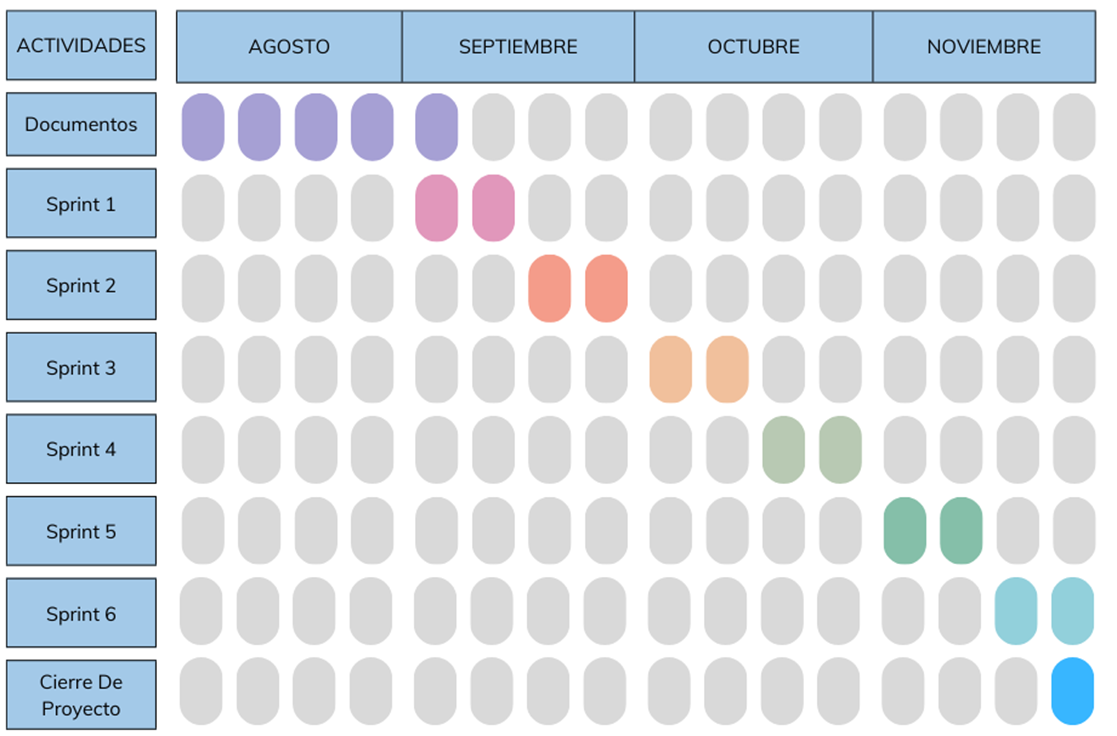 ACTIVIDADES
AGOSTO
SEPTIEMBRE
OCTUBRE
NOVIEMBRE
Documentos
Sprint 1
Sprint 2
Sprint 3
Sprint 4
Sprint 5
Sprint 6
Cierre De
Proyecto